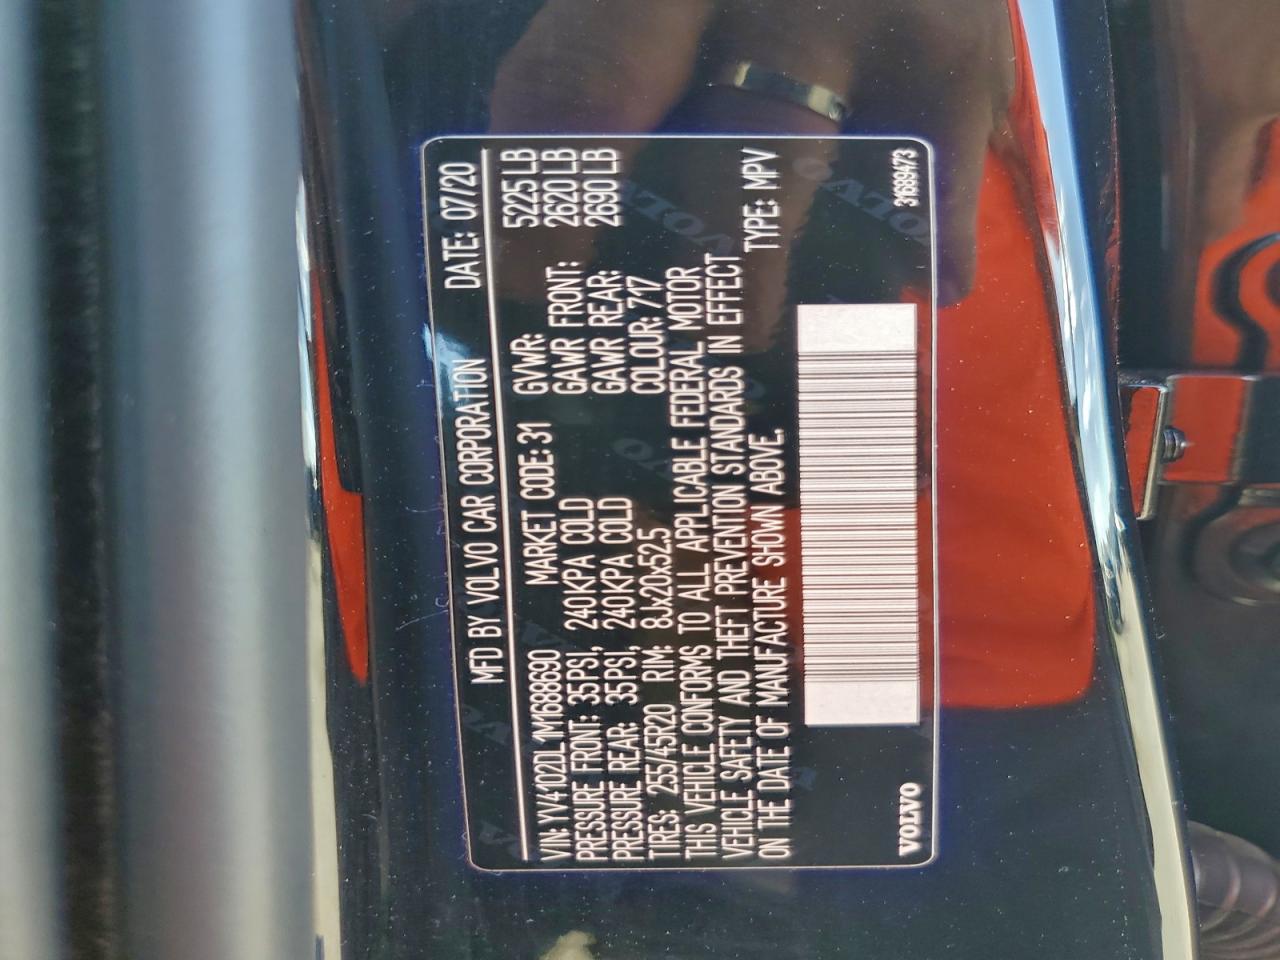 MFD BY VOLVO CAR CORPORATION DATE: 07/20
VIN: YV4102DL1M1688690 MARKET CODE: 31 GVWR: 5225 LB
PRESSURE FRONT: 35PSI, 240KPA COLD GAWR FRONT: 2620 LB
PRESSURE REAR: 35PSI, 240KPA COLD GAWR REAR: 2690 LB
TIRES: 255/45R20 RIM: 8Jx20x52.5 COLOUR: 717
THIS VEHICLE CONFORMS TO ALL APPLICABLE FEDERAL MOTOR
VEHICLE SAFETY AND THEFT PREVENTION STANDARDS IN EFFECT
ON THE DATE OF MANUFACTURE SHOWN ABOVE. TYPE: MPV
VOLVO 31689473